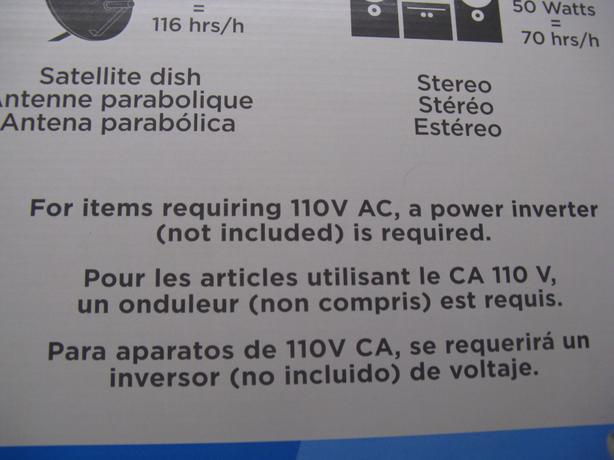 =
116 hrs/h
50 Watts
=
70 hrs/h
Satellite dish
Antenne parabolique
Antena parabólica
Stereo
Stéréo
Estéreo
For items requiring 110V AC, a power inverter
(not included) is required.
Pour les articles utilisant le CA 110 V,
un onduleur (non compris) est requis.
Para aparatos de 110V CA, se requerirá un
inversor (no incluido) de voltaje.